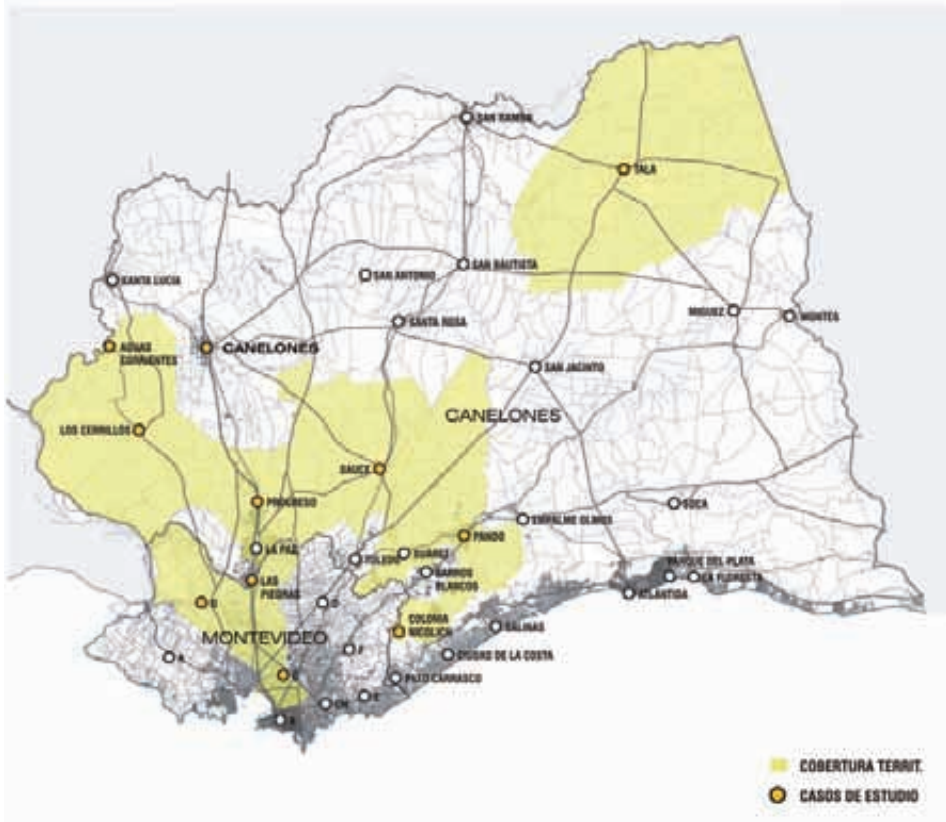 SAN RAMON
TALA
SAN BAUTISTA
SAN ANTONIO
SANTA LUCIA
MIGUEZ
MONTES
SANTA ROSA
AGUAS
CORRIENTES
CANELONES
SAN JACINTO
CANELONES
LOS CERRILLOS
SAUCE
PROGRESO
SOCA
EMPALME OLMOS
PANDO
LA PAZ
TOLEDO
SUAREZ
BARROS
BLANCOS
LAS
PIEDRAS
PARQUE DEL PLATA
LA FLORESTA
ATLANTIDA
G
D
COLONIA
NICOLICH
SALINAS
MONTEVIDEO
F
CIUDAD DE LA COSTA
A
PASO CARRASCO
E
CH
COBERTURA TERRIT.
CASOS DE ESTUDIO